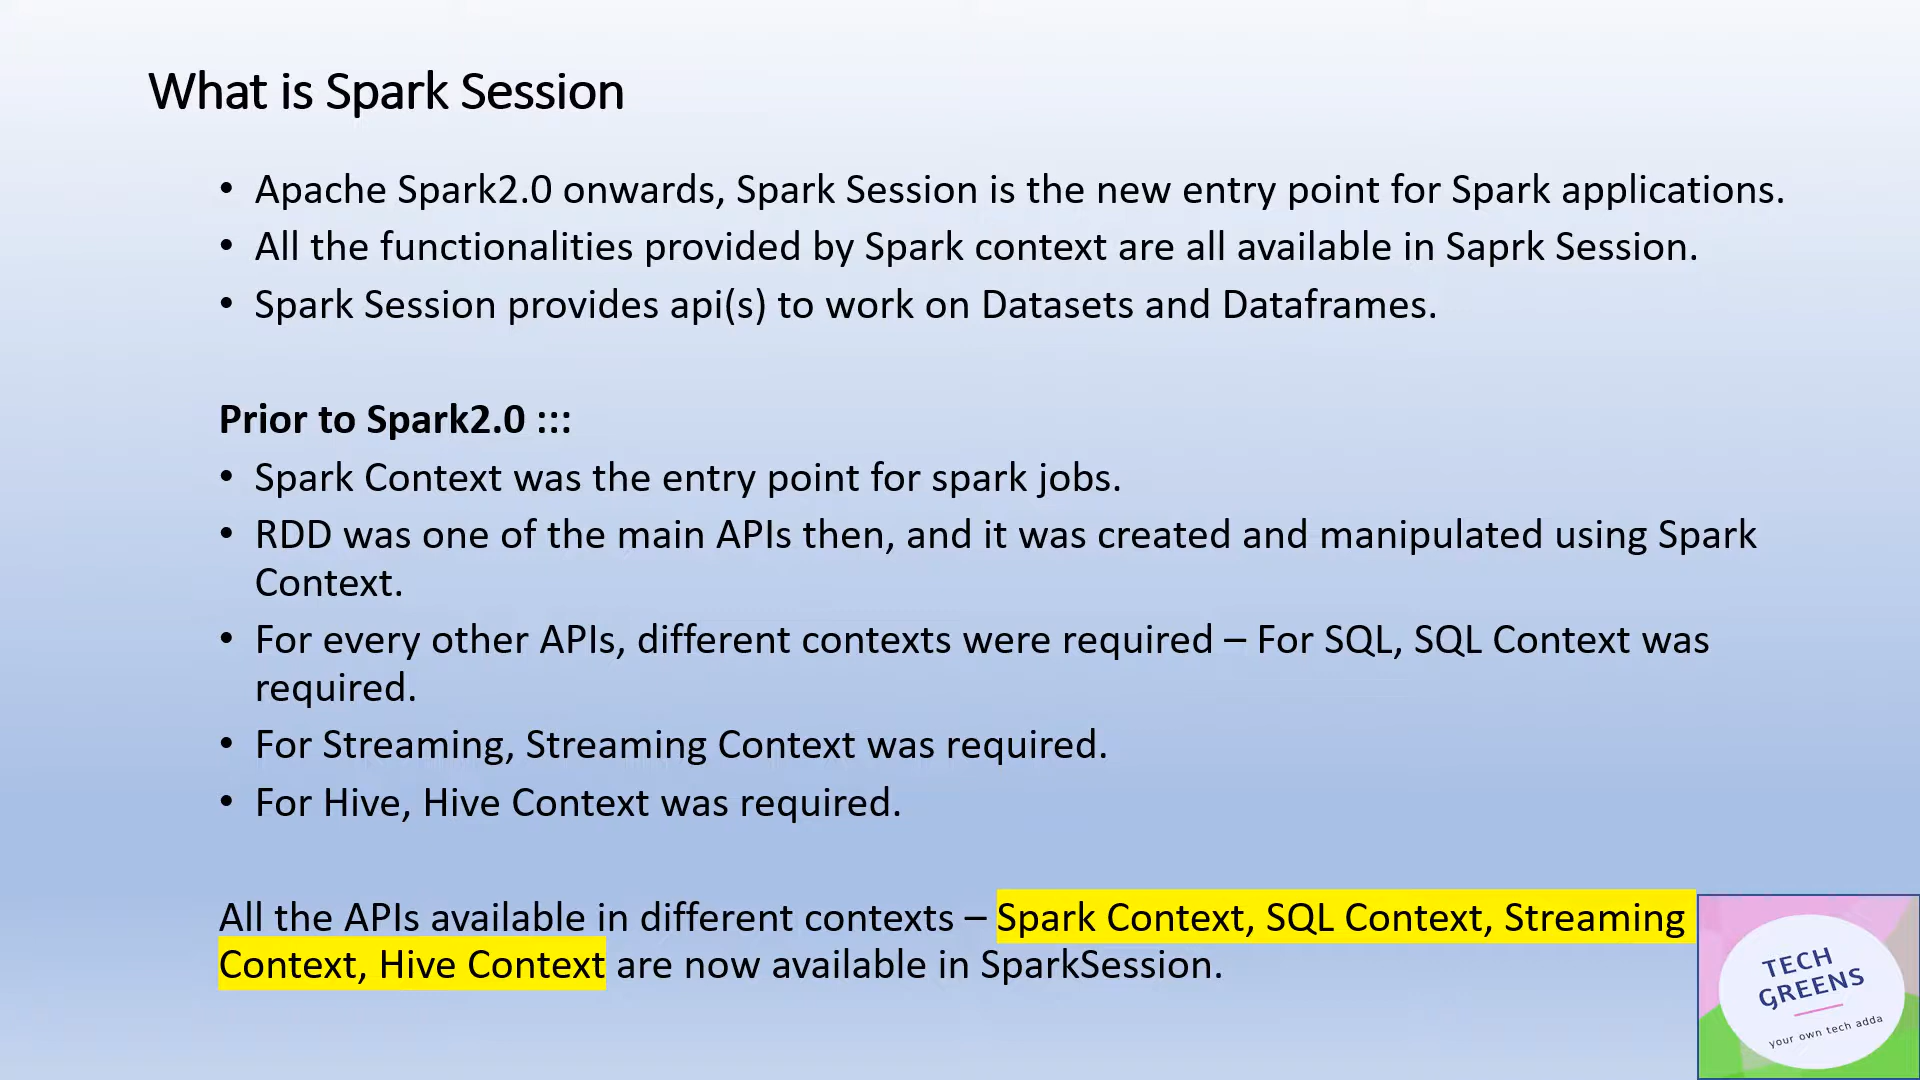 What is Spark Session
• Apache Spark2.0 onwards, Spark Session is the new entry point for Spark applications.
• All the functionalities provided by Spark context are all available in Saprk Session.
• Spark Session provides api(s) to work on Datasets and Dataframes.
Prior to Spark2.0 :::
• Spark Context was the entry point for spark jobs.
• RDD was one of the main APIs then, and it was created and manipulated using Spark
Context.
• For every other APIs, different contexts were required – For SQL, SQL Context was
required.
• For Streaming, Streaming Context was required.
• For Hive, Hive Context was required.
All the APIs available in different contexts – Spark Context, SQL Context, Streaming
Context, Hive Context are now available in SparkSession.
TECH
GREENS
your own tech adda